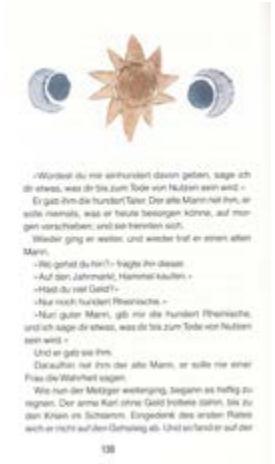 »Würdest du mir einhundert davon geben, sage ich
dir etwas, was dir bis zum Tode von Nutzen sein wird.«
Er gab ihm die hundert Taler. Der alte Mann riet ihm, er
solle niemals, was er heute besorgen könne, auf mor-
gen verschieben; und sie trennten sich.
Wieder ging er weiter, und wieder traf er einen alten
Mann.
»Wo gehst du hin?« fragte ihn dieser.
»Auf den Jahrmarkt, Hammel kaufen.«
»Hast du viel Geld?«
»Nur noch hundert Rheinische.«
»Nun guter Mann, gib mir die hundert Rheinische,
und ich sage dir etwas, was dir bis zum Tode von Nutzen
sein wird.«
Und er gab sie ihm.
Daraufhin riet ihm der alte Mann, er solle nie einer
Frau die Wahrheit sagen.
Wie nun der Metzger weiterging, begann es heftig zu
regnen. Der arme Karl ohne Geld trottete dahin, bis zu
den Knien im Schlamm. Eingedenk des ersten Rates
wich er nicht auf den Gehsteig ab. Und so fand er auf der
138